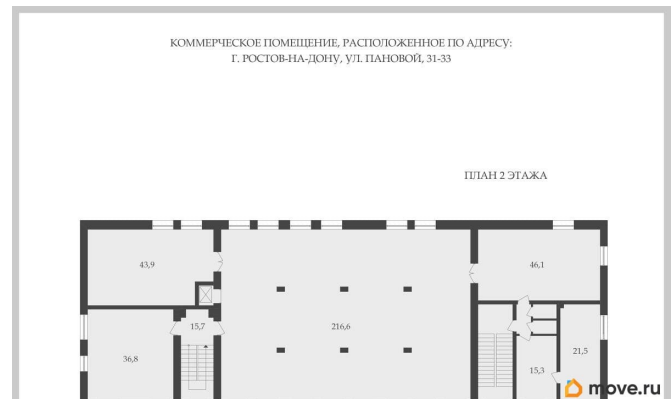 КОММЕРЧЕСКОЕ ПОМЕЩЕНИЕ, РАСПОЛОЖЕННОЕ ПО АДРЕСУ:
Г. РОСТОВ-НА-ДОНУ, УЛ. ПАНОВОЙ, 31-33
ПЛАН 2 ЭТАЖА
43,9
46,1
15,7
216,6
36,8
21,5
15,3
move.ru